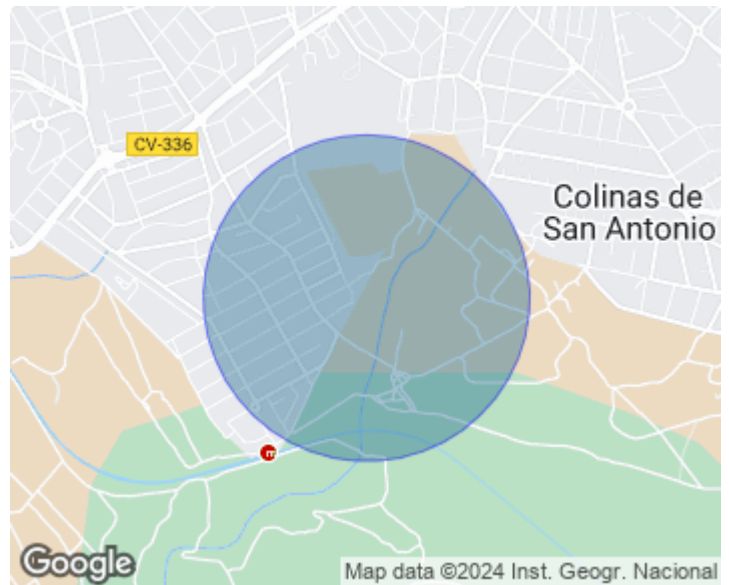 CV-336
Colinas de
San Antonio
Google
Map data ©2024 Inst. Geogr. Nacional